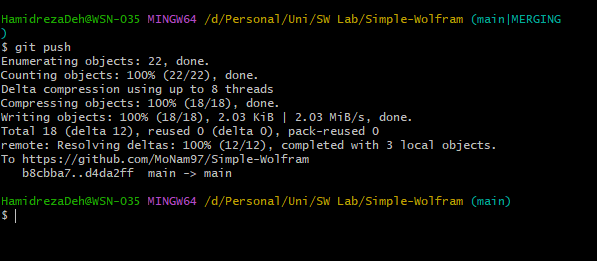 HamidrezaDeh@WSN-035 MINGW64 /d/Personal/Uni/SW Lab/Simple-Wolfram (main|MERGING
)
$ git push
Enumerating objects: 22, done.
Counting objects: 100% (22/22), done.
Delta compression using up to 8 threads
Compressing objects: 100% (18/18), done.
Writing objects: 100% (18/18), 2.03 KiB | 2.03 MiB/s, done.
Total 18 (delta 12), reused 0 (delta 0), pack-reused 0
remote: Resolving deltas: 100% (12/12), completed with 3 local objects.
To https://github.com/MoNam97/Simple-Wolfram
   b8cbba7..d4da2ff  main -> main
HamidrezaDeh@WSN-035 MINGW64 /d/Personal/Uni/SW Lab/Simple-Wolfram (main)
$